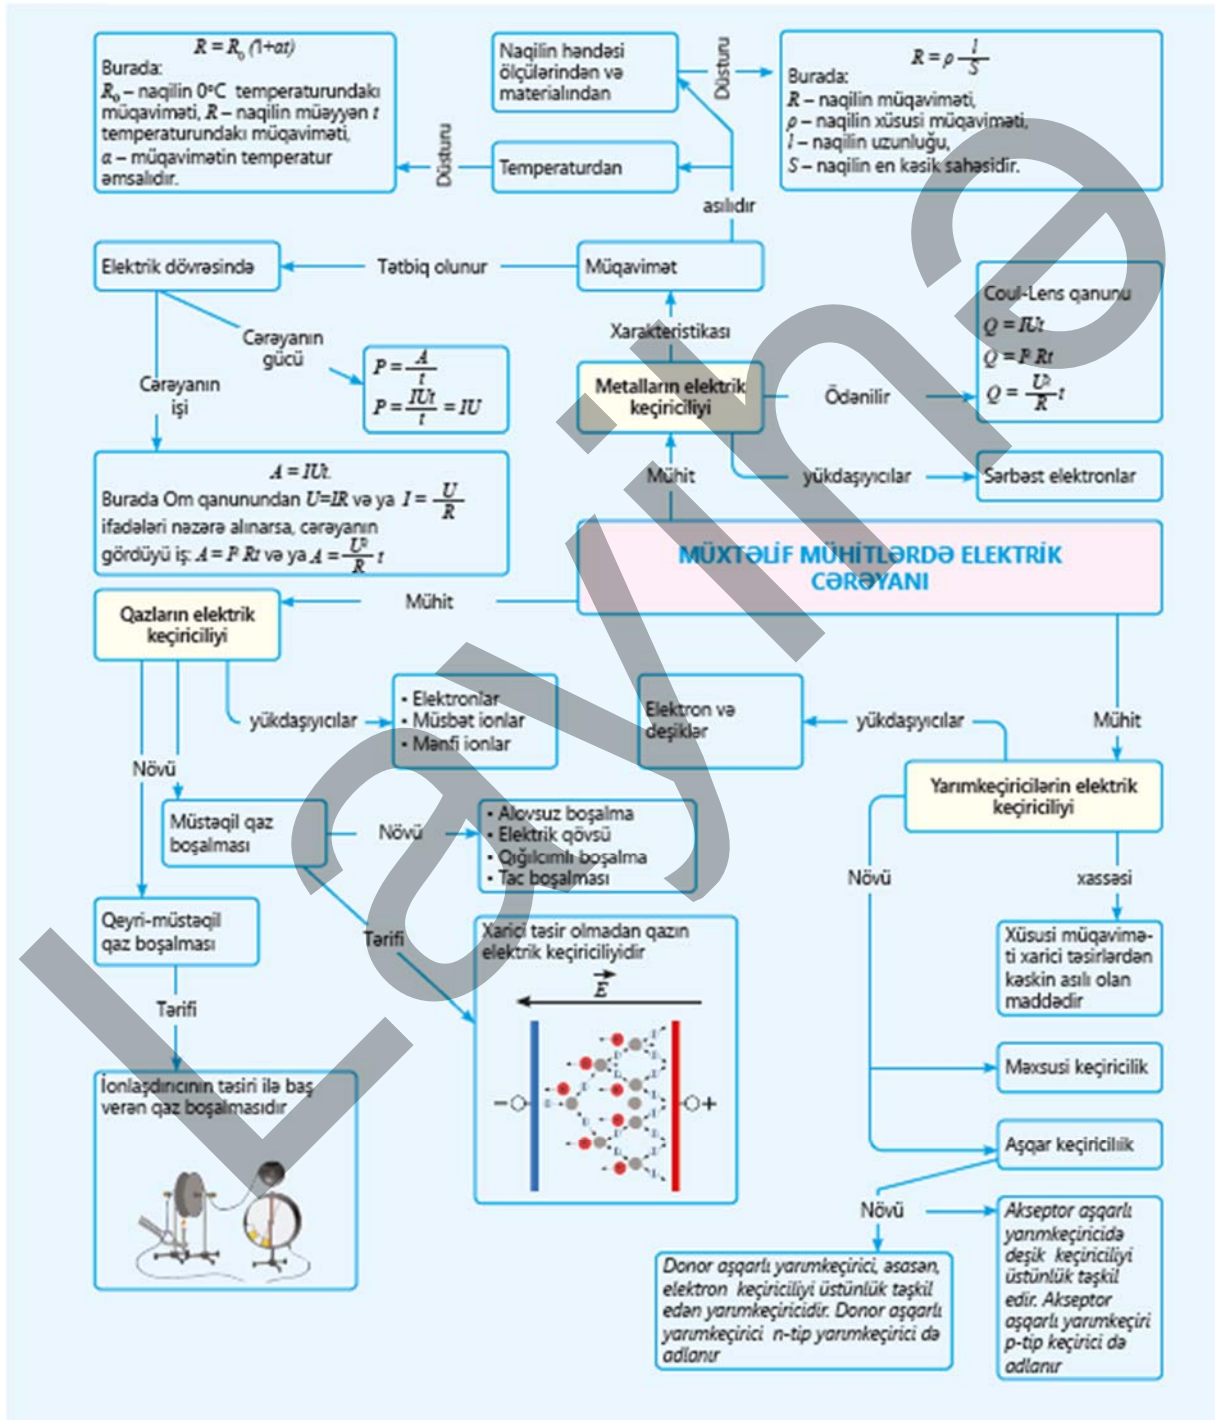 R = R₀ (1+αt)
Burada:
R₀ – naqilin 0°C temperaturundakı
müqaviməti, R – naqilin müəyyən t
temperaturundakı müqaviməti,
α – müqavimətin temperatur
əmsalıdır.
Düsturu
Naqilin həndəsi
ölçülərindən və
materialından
Temperaturdan
Düsturu
R = ρ l/S
Burada:
R – naqilin müqaviməti,
ρ – naqilin xüsusi müqaviməti,
l – naqilin uzunluğu,
S – naqilin en kəsik sahəsidir.
asılıdır
Elektrik dövrəsində
Tətbiq olunur
Müqavimət
Cərəyanın
gücü
Cərəyanın
işi
P = A/t
P = IUt/t = IU
Xarakteristikası
Metalların elektrik
keçiriciliyi
Ödənilir
Coul-Lens qanunu
Q = IUt
Q = I² Rt
Q = U²/R t
Mühit
yükdaşıyıcılar
Sərbəst elektronlar
A = IUt.
Burada Om qanunundan U=IR və ya I = U/R
ifadələri nəzərə alınarsa, cərəyanın
gördüyü iş: A = I² Rt və ya A = U²/R t
MÜXTƏLİF MÜHİTLƏRDƏ ELEKTRİK
CƏRƏYANI
Qazların elektrik
keçiriciliyi
Mühit
yükdaşıyıcılar
• Elektronlar
• Müsbət ionlar
• Mənfi ionlar
Elektron və
deşiklər
yükdaşıyıcılar
Mühit
Növü
Yarımkeçiricilərin elektrik
keçiriciliyi
Müstəqil qaz
boşalması
Növü
• Alovsuz boşalma
• Elektrik qövsü
• Qığılcımlı boşalma
• Tac boşalması
Növü
xassəsi
Qeyri-müstəqil
qaz boşalması
Tərifi
Xarici təsir olmadan qazın
elektrik keçiriciliyidir
E
– +
Xüsusi müqavimə-
ti xarici təsirlərdən
kəskin asılı olan
maddədir
Tərifi
İonlaşdırıcının təsiri ilə baş
verən qaz boşalmasıdır
Məxsusi keçiricilik
Aşqar keçiriciliik
Növü
Donor aşqarlı yarımkeçirici, əsasən,
elektron keçiriciliyi üstünlük təşkil
edən yarımkeçiricidir. Donor aşqarlı
yarımkeçirici n-tip yarımkeçirici də
adlanır
Akseptor aşqarlı
yarımkeçiricidə
deşik keçiriciliyi
üstünlük təşkil
edir. Akseptor
aşqarlı yarımkeçiri
p-tip keçirici də
adlanır
Layihə